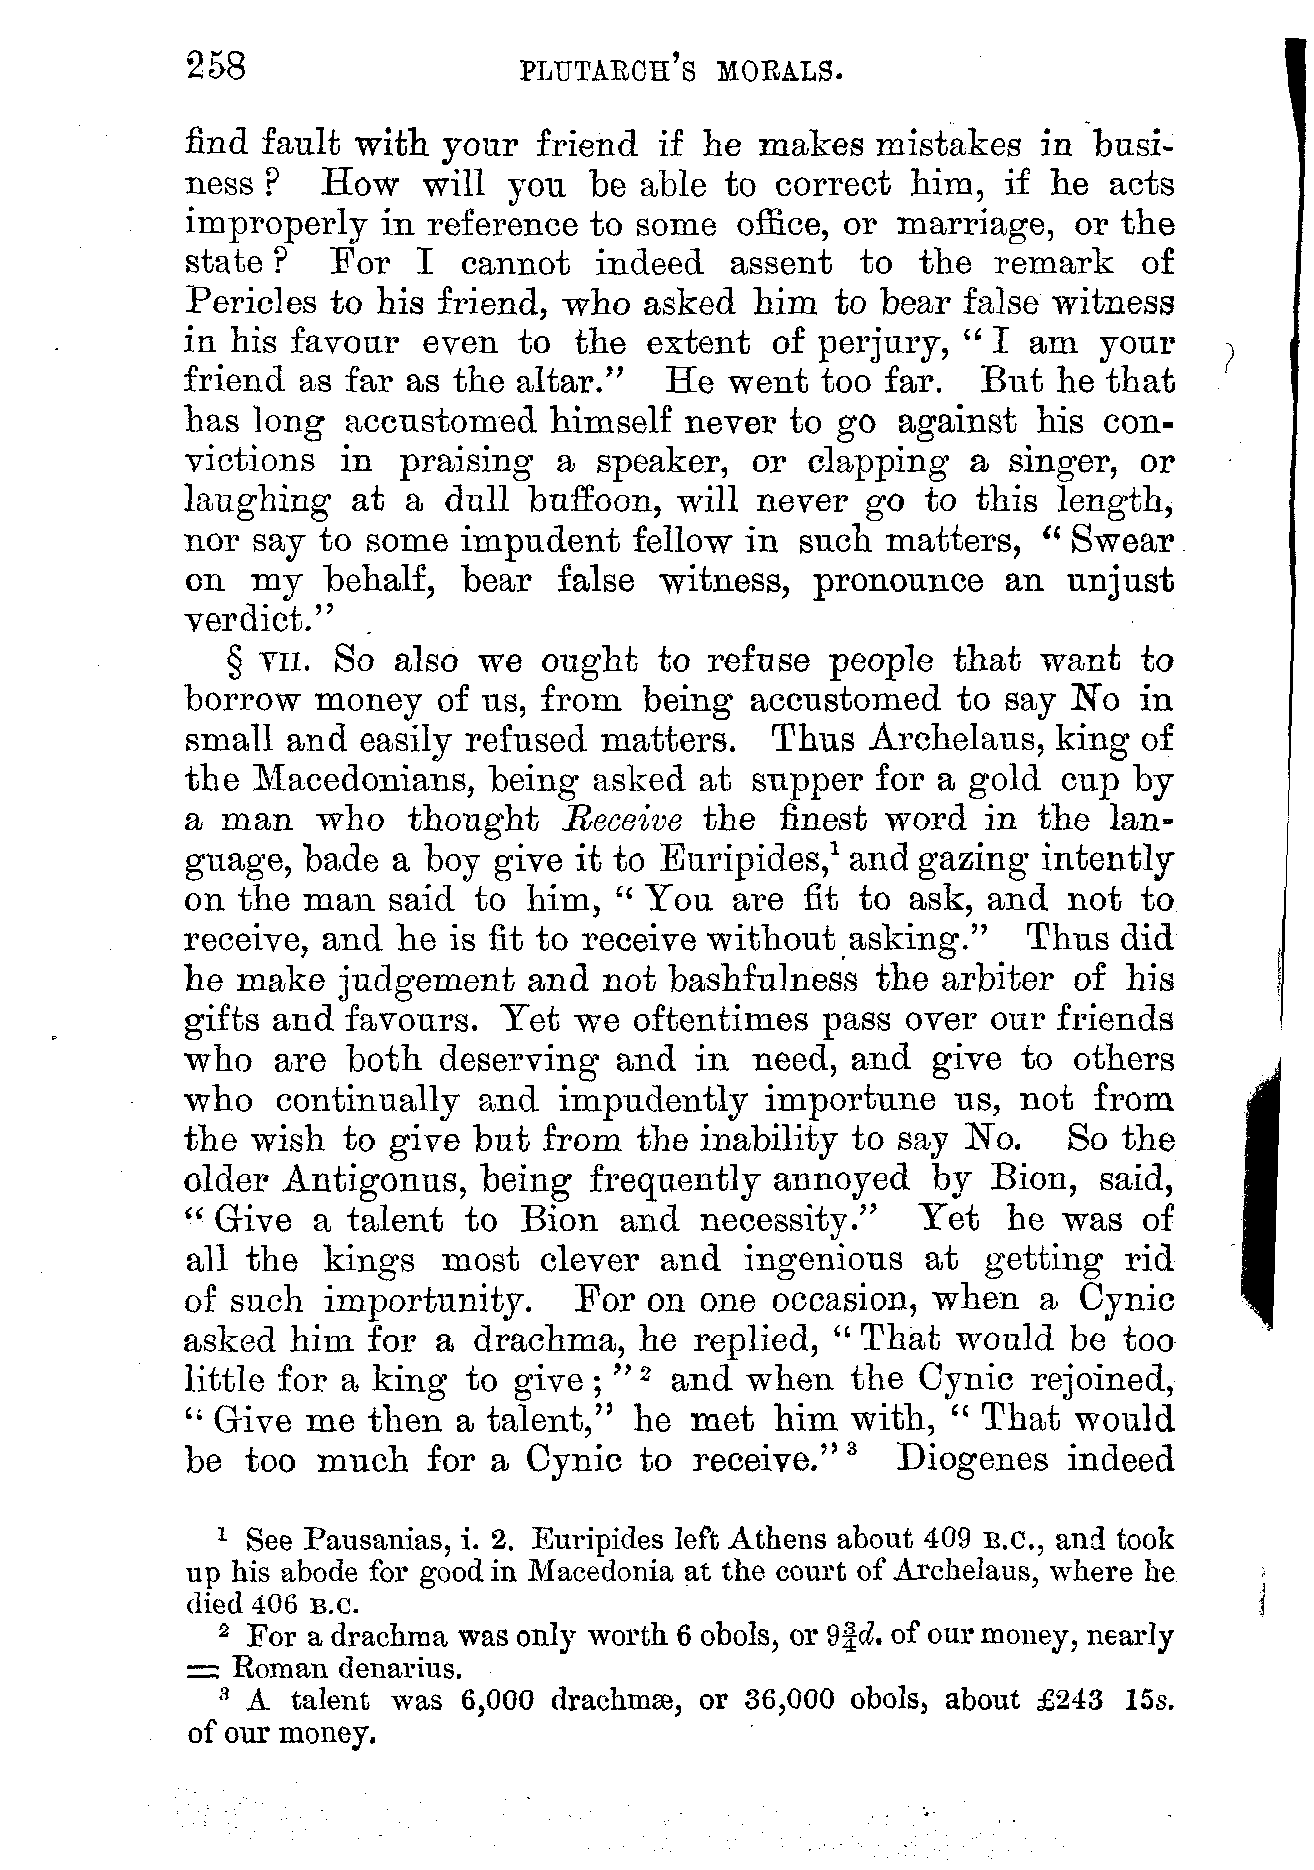 258 PLUTARCH'S MORALS.
find fault with your friend if he makes mistakes in busi-
ness? How will you be able to correct him, if he acts
improperly in reference to some office, or marriage, or the
state? For I cannot indeed assent to the remark of
Pericles to his friend, who asked him to bear false witness
in his favour even to the extent of perjury, "I am your
friend as far as the altar." He went too far. But he that
has long accustomed himself never to go against his con-
victions in praising a speaker, or clapping a singer, or
laughing at a dull buffoon, will never go to this length,
nor say to some impudent fellow in such matters, "Swear
on my behalf, bear false witness, pronounce an unjust
verdict."
§ VII. So also we ought to refuse people that want to
borrow money of us, from being accustomed to say No in
small and easily refused matters. Thus Archelaus, king of
the Macedonians, being asked at supper for a gold cup by
a man who thought Receive the finest word in the lan-
guage, bade a boy give it to Euripides,¹ and gazing intently
on the man said to him, "You are fit to ask, and not to
receive, and he is fit to receive without asking." Thus did
he make judgement and not bashfulness the arbiter of his
gifts and favours. Yet we oftentimes pass over our friends
who are both deserving and in need, and give to others
who continually and impudently importune us, not from
the wish to give but from the inability to say No. So the
older Antigonus, being frequently annoyed by Bion, said,
"Give a talent to Bion and necessity." Yet he was of
all the kings most clever and ingenious at getting rid
of such importunity. For on one occasion, when a Cynic
asked him for a drachma, he replied, "That would be too
little for a king to give;"² and when the Cynic rejoined,
"Give me then a talent," he met him with, "That would
be too much for a Cynic to receive."³ Diogenes indeed
¹ See Pausanias, i. 2. Euripides left Athens about 409 B.C., and took
up his abode for good in Macedonia at the court of Archelaus, where he
died 406 B.C.
² For a drachma was only worth 6 obols, or 9¾d. of our money, nearly
= Roman denarius.
³ A talent was 6,000 drachmæ, or 36,000 obols, about £243 15s.
of our money.